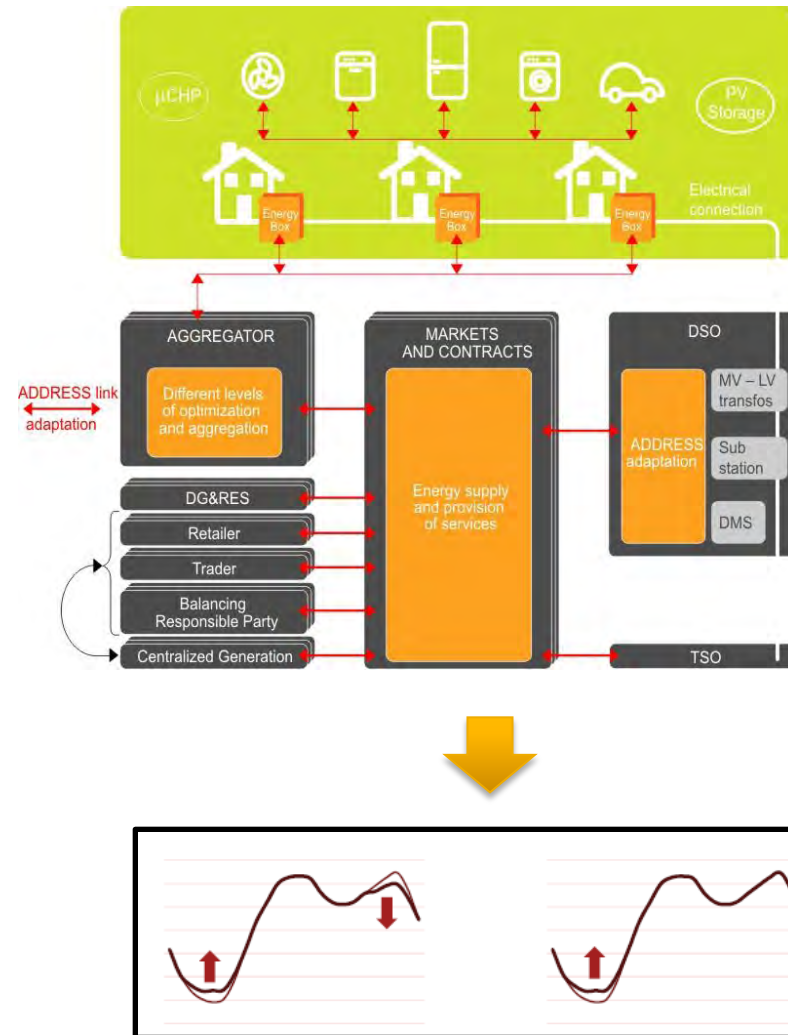 μCHP
PV
Storage
Energy
Box
Energy
Box
Energy
Box
Electrical
connection
AGGREGATOR
Different levels
of optimization
and aggregation
ADDRESS link
adaptation
MARKETS
AND CONTRACTS
Energy supply
and provision
of services
DSO
ADDRESS
adaptation
MV – LV
transfos
Sub
station
DMS
DG&RES
Retailer
Trader
Balancing
Responsible Party
Centralized Generation
TSO